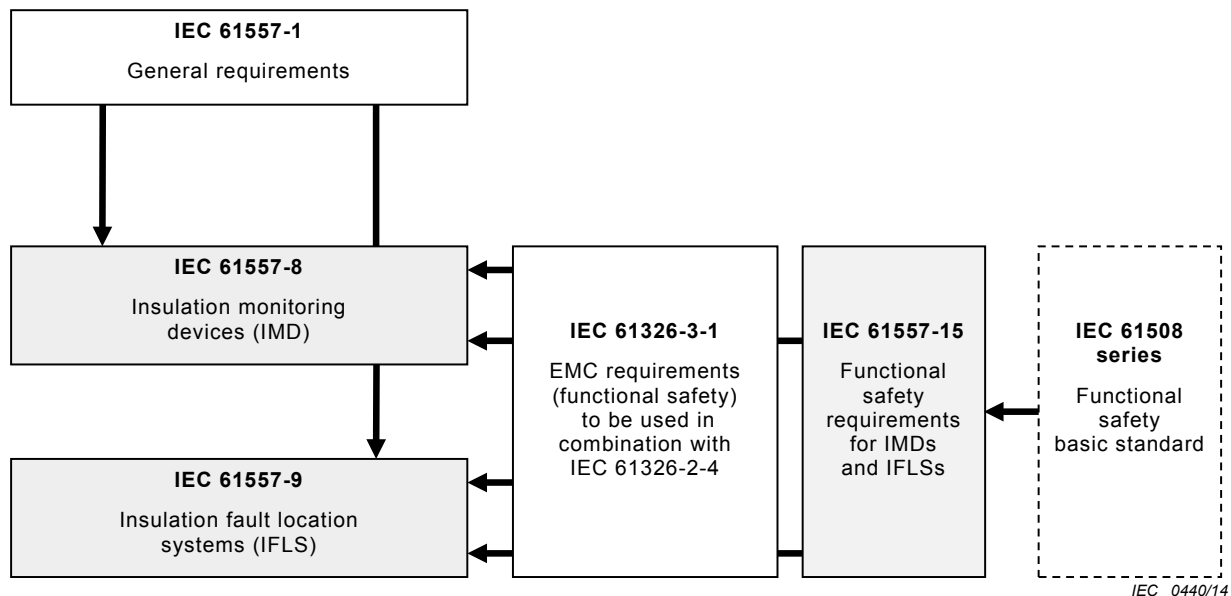 IEC 61557-1
General requirements
IEC 61557-8
Insulation monitoring
devices (IMD)
IEC 61557-9
Insulation fault location
systems (IFLS)
IEC 61326-3-1
EMC requirements
(functional safety)
to be used in
combination with
IEC 61326-2-4
IEC 61557-15
Functional
safety
requirements
for IMDs
and IFLSs
IEC 61508
series
Functional
safety
basic standard
IEC 0440/14